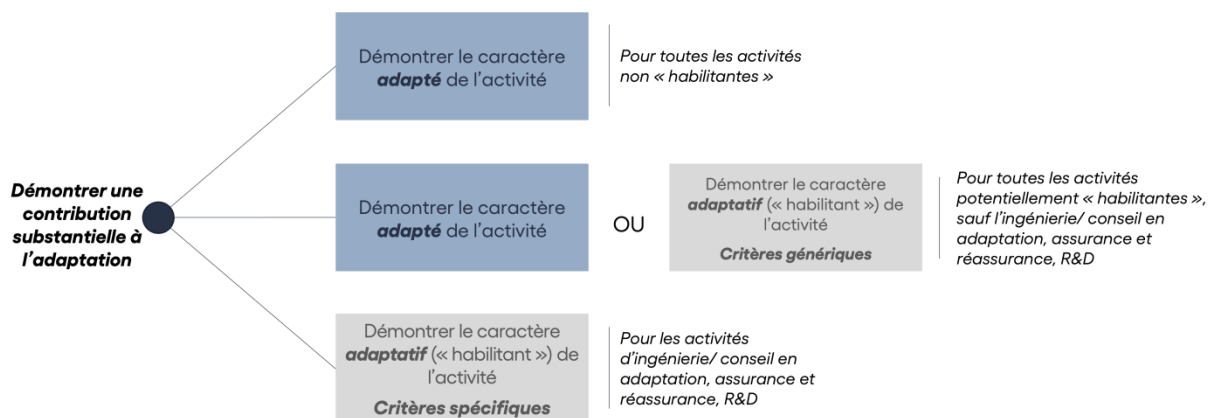 Démontrer une
contribution
substantielle à
l'adaptation
Démontrer le caractère
adapté de l'activité
Pour toutes les activités
non « habilitantes »
Démontrer le caractère
adapté de l'activité
OU
Démontrer le caractère
adaptatif (« habilitant ») de
l'activité
Critères génériques
Pour toutes les activités
potentiellement « habilitantes »,
sauf l'ingénierie/ conseil en
adaptation, assurance et
réassurance, R&D
Démontrer le caractère
adaptatif (« habilitant ») de
l'activité
Critères spécifiques
Pour les activités
d'ingénierie/ conseil en
adaptation, assurance et
réassurance, R&D